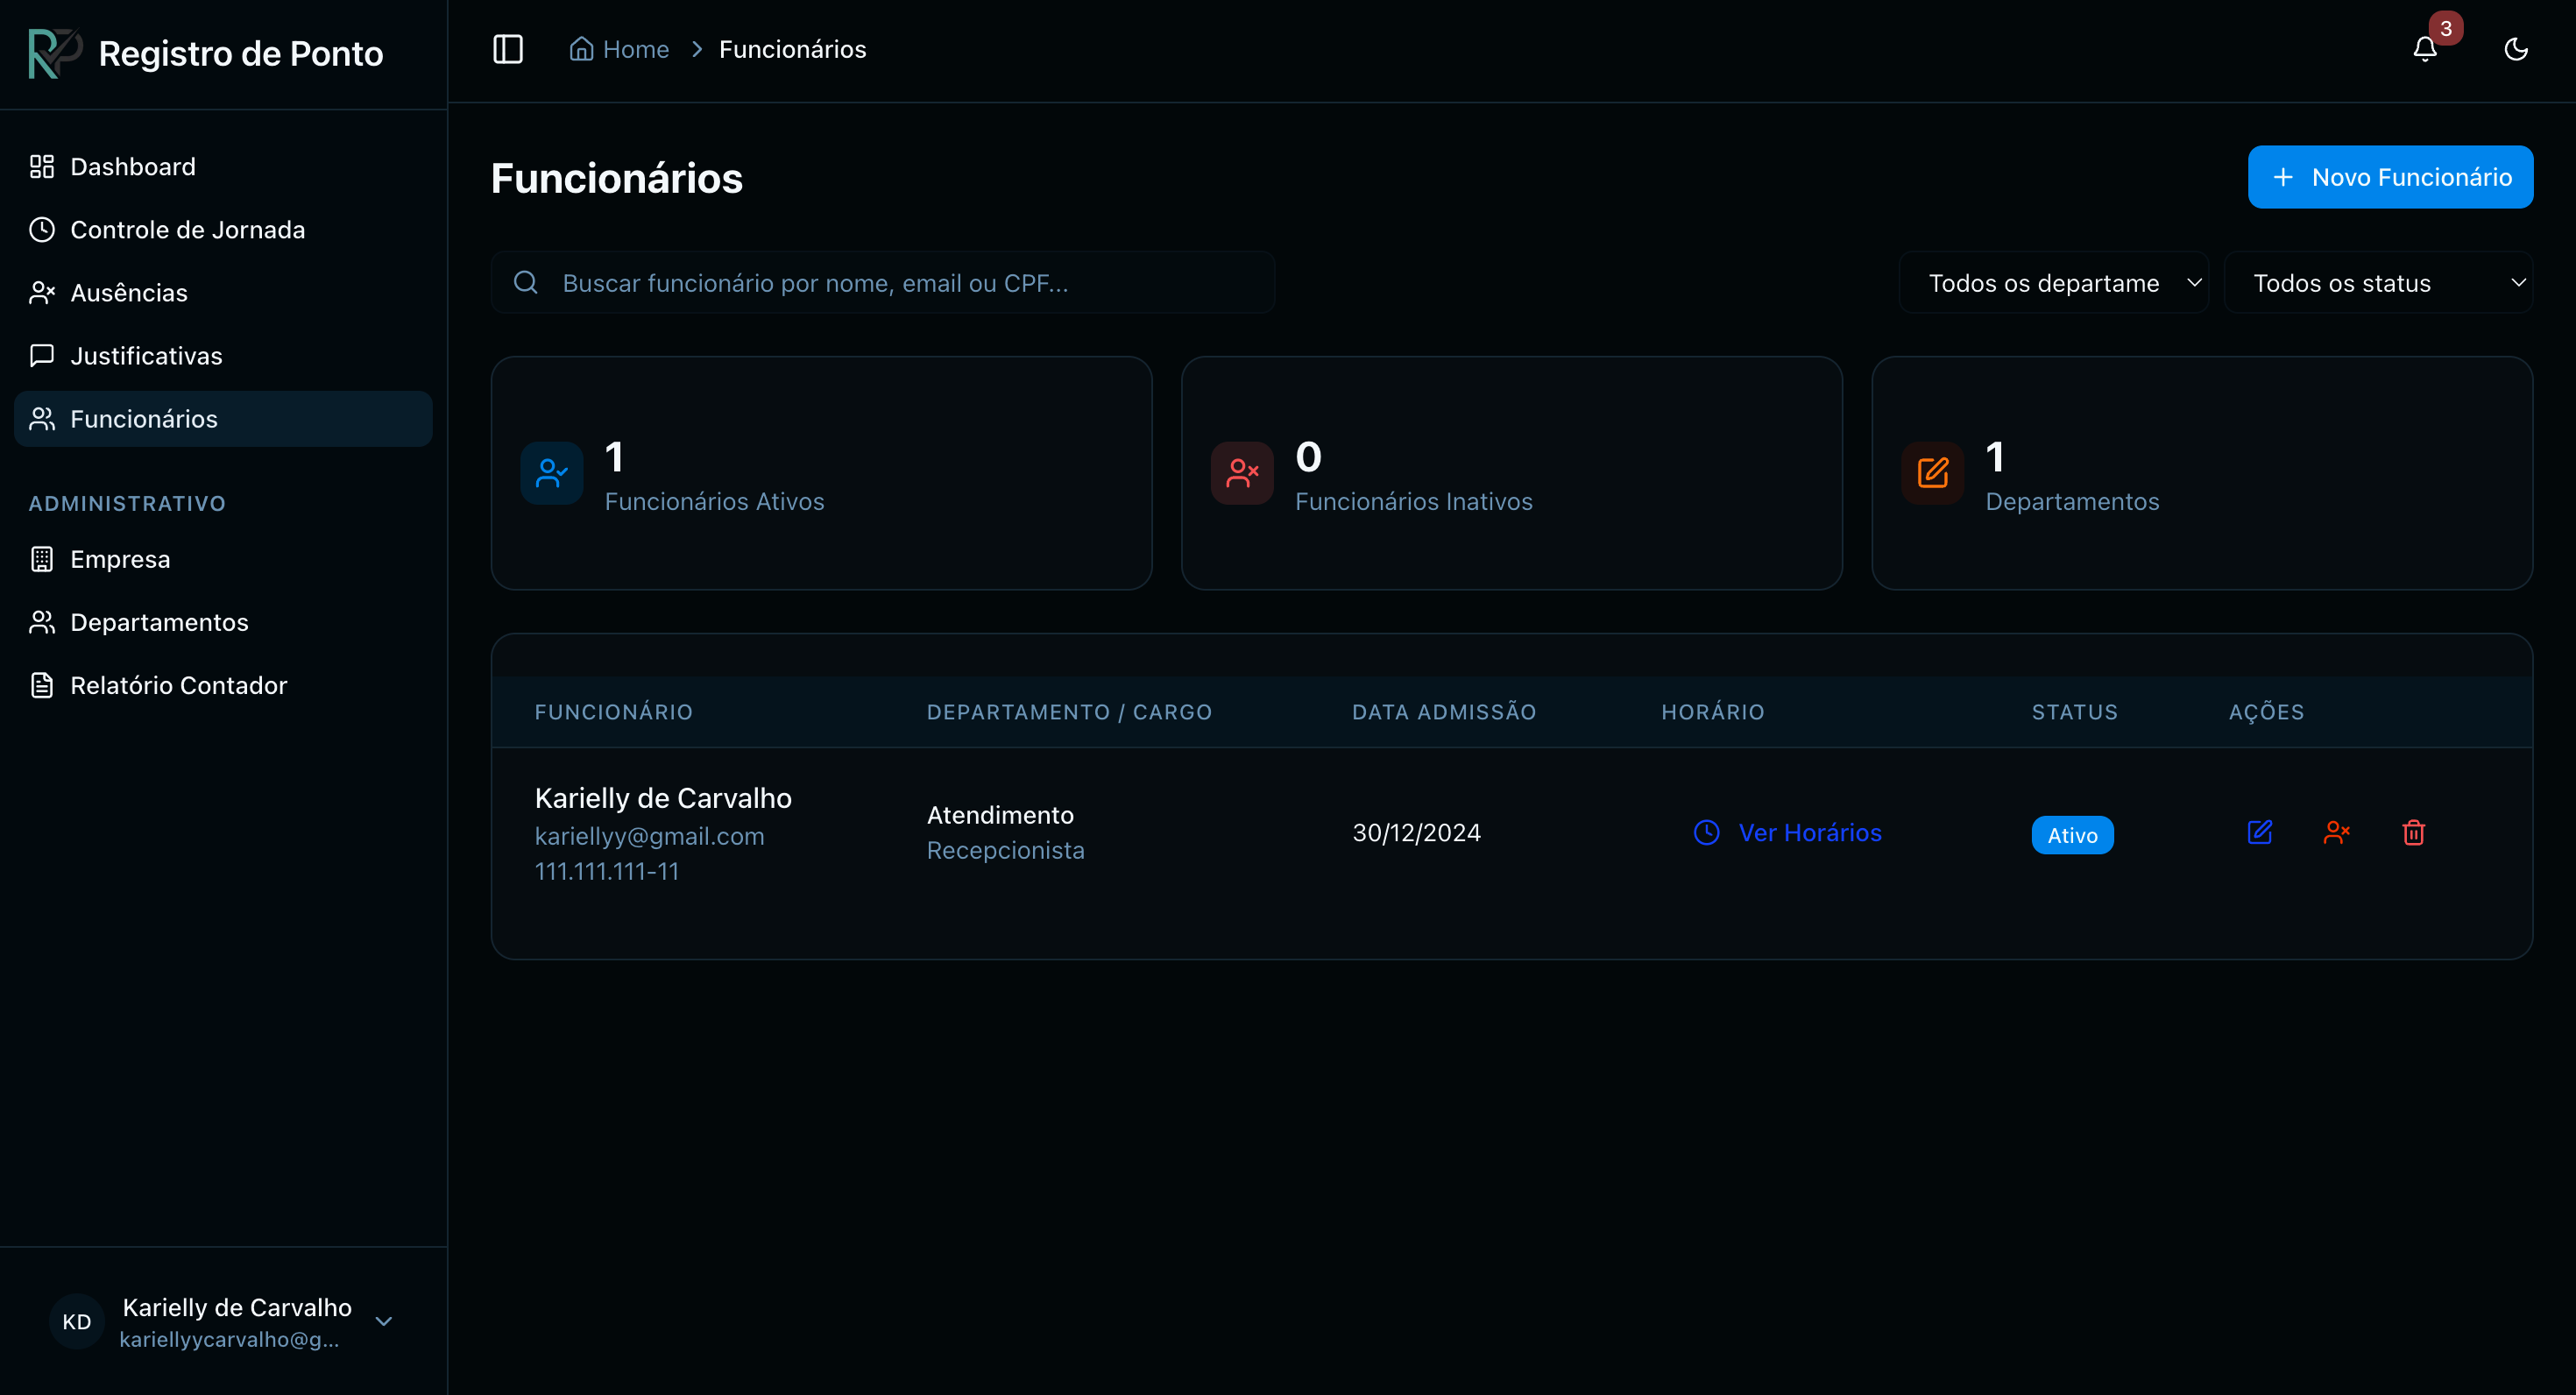 Registro de Ponto
Home > Funcionários
3
Dashboard
Controle de Jornada
Ausências
Justificativas
Funcionários
ADMINISTRATIVO
Empresa
Departamentos
Relatório Contador
KD
Karielly de Carvalho
kariellyycarvalho@g...
Funcionários
+ Novo Funcionário
Buscar funcionário por nome, email ou CPF...
Todos os departame
Todos os status
1
Funcionários Ativos
0
Funcionários Inativos
1
Departamentos
FUNCIONÁRIO DEPARTAMENTO / CARGO DATA ADMISSÃO HORÁRIO STATUS AÇÕES
Karielly de Carvalho
kariellyy@gmail.com
111.111.111-11
Atendimento
Recepcionista
30/12/2024
Ver Horários
Ativo